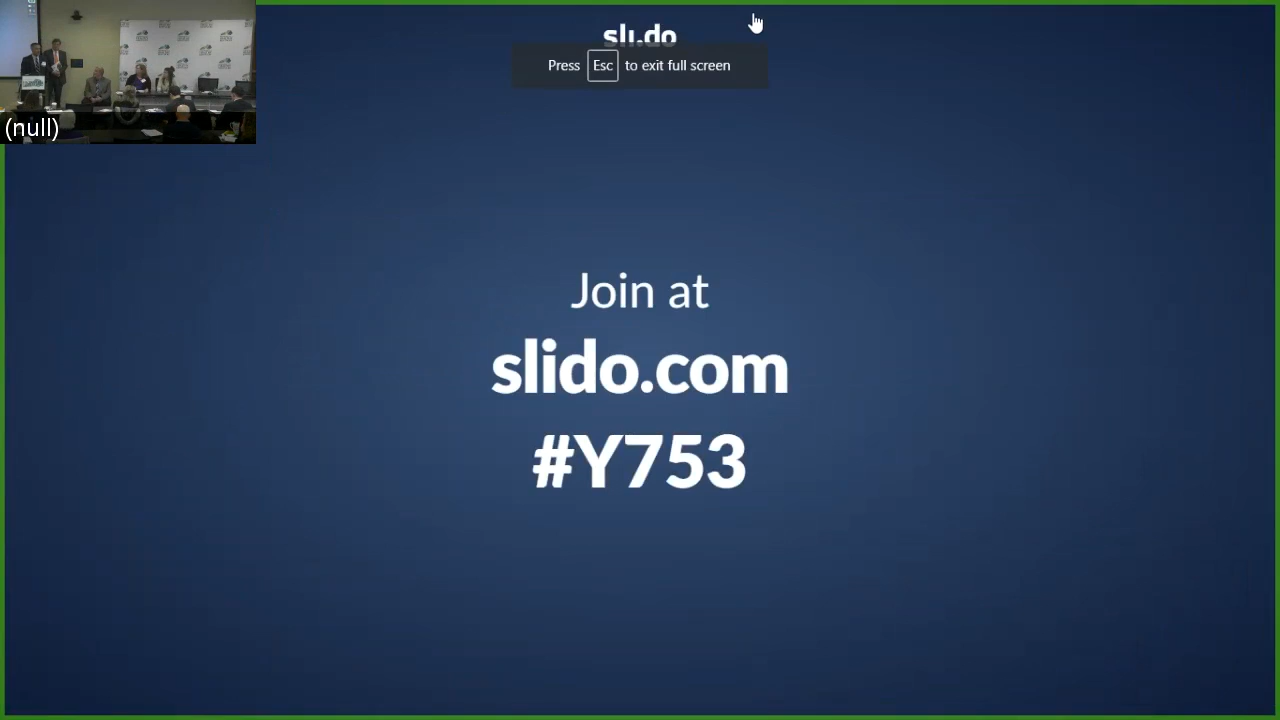 sli.do
Press Esc to exit full screen
(null)
Join at
slido.com
#Y753